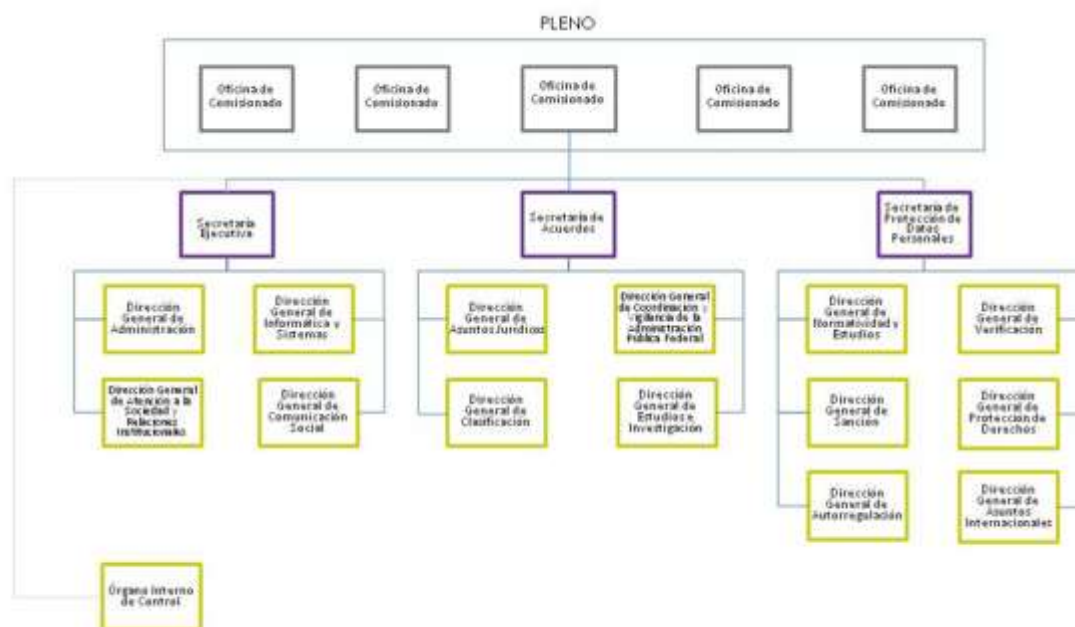 PLENO
Oficina de
Comisionado
Oficina de
Comisionado
Oficina de
Comisionado
Oficina de
Comisionado
Oficina de
Comisionado
Secretaría
Ejecutiva
Secretaría de
Acuerdos
Secretaría de
Protección de
Datos
Personales
Dirección
General de
Administración
Dirección
General de
Informática y
Sistemas
Dirección General
de Atención a la
Sociedad y
Relaciones
Institucionales
Dirección
General de
Comunicación
Social
Dirección
General de
Asuntos Jurídicos
Dirección General
de Coordinación y
Vigilancia de la
Administración
Pública Federal
Dirección
General de
Clasificación
Dirección
General de
Estudios e
Investigación
Dirección
General de
Normatividad y
Estudios
Dirección
General de
Verificación
Dirección
General de
Sanción
Dirección
General de
Protección de
Derechos
Dirección
General de
Autorregulación
Dirección
General de
Asuntos
Internacionales
Órgano Interno
de Control